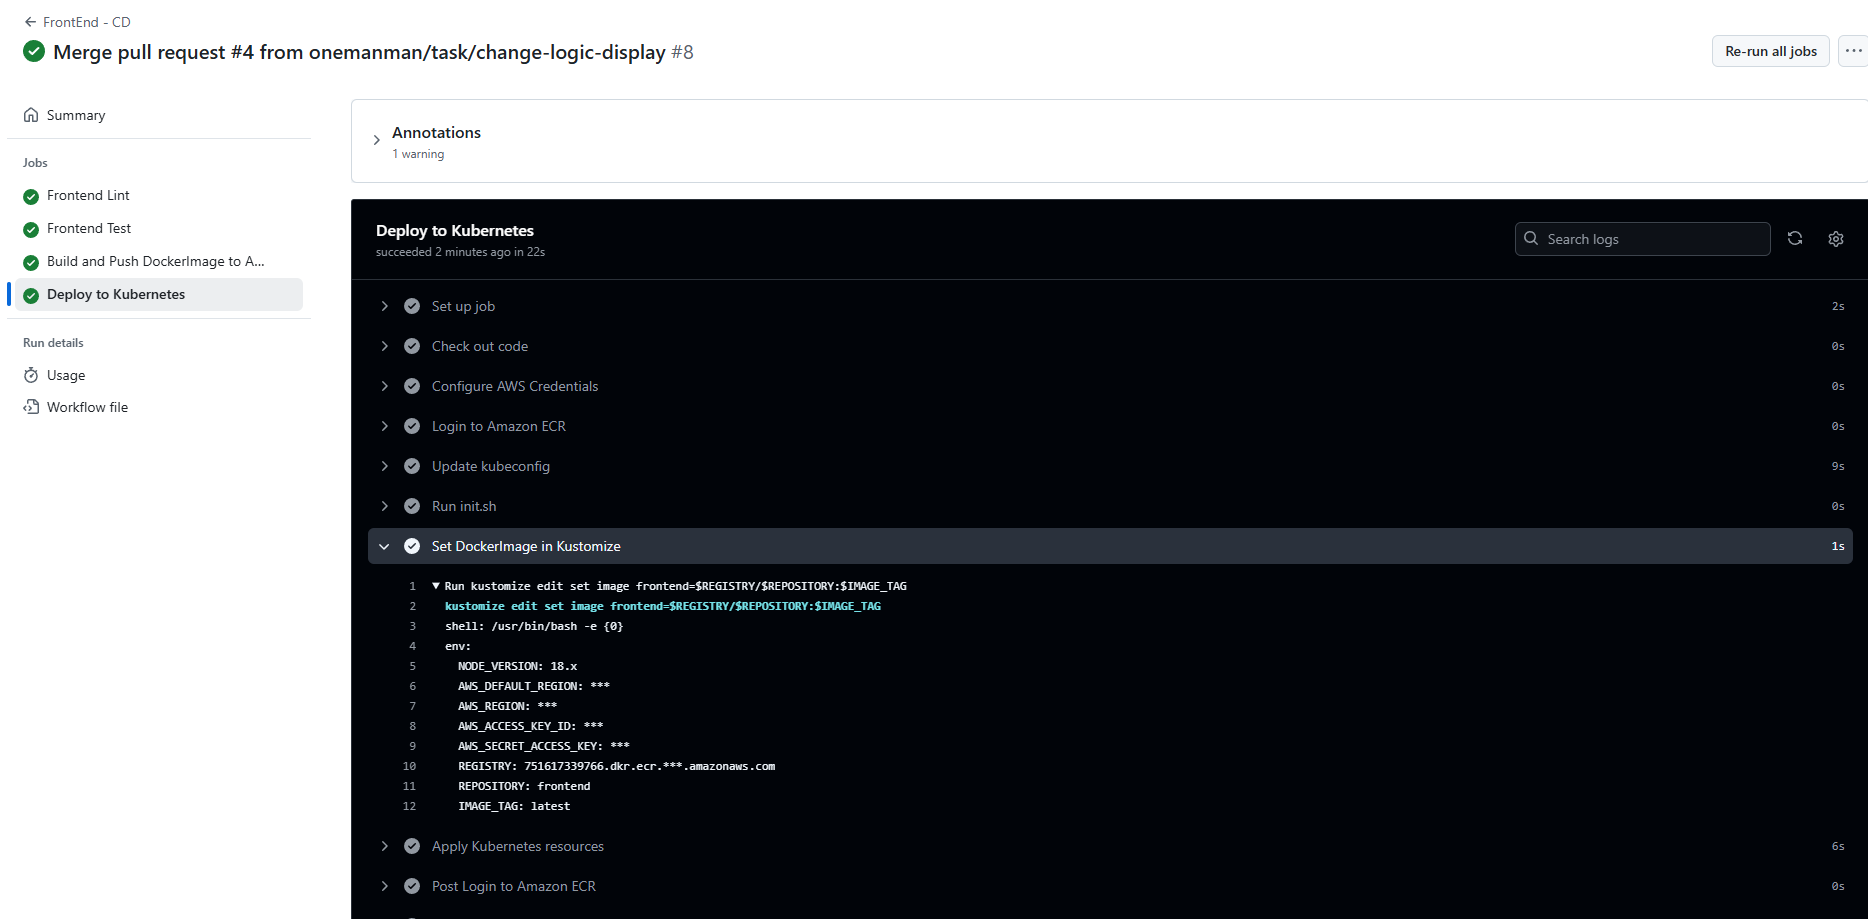 FrontEnd - CD
Merge pull request #4 from onemanman/task/change-logic-display #8
Re-run all jobs
Summary
Jobs
Frontend Lint
Frontend Test
Build and Push DockerImage to A...
Deploy to Kubernetes
Run details
Usage
Workflow file
Annotations
1 warning
Deploy to Kubernetes
succeeded 2 minutes ago in 22s
Search logs
Set up job 2s
Check out code 0s
Configure AWS Credentials 0s
Login to Amazon ECR 0s
Update kubeconfig 9s
Run init.sh 0s
Set DockerImage in Kustomize 1s
1 ▼ Run kustomize edit set image frontend=$REGISTRY/$REPOSITORY:$IMAGE_TAG
2 kustomize edit set image frontend=$REGISTRY/$REPOSITORY:$IMAGE_TAG
3 shell: /usr/bin/bash -e {0}
4 env:
5 NODE_VERSION: 18.x
6 AWS_DEFAULT_REGION: ***
7 AWS_REGION: ***
8 AWS_ACCESS_KEY_ID: ***
9 AWS_SECRET_ACCESS_KEY: ***
10 REGISTRY: 751617339766.dkr.ecr.***.amazonaws.com
11 REPOSITORY: frontend
12 IMAGE_TAG: latest
Apply Kubernetes resources 6s
Post Login to Amazon ECR 0s